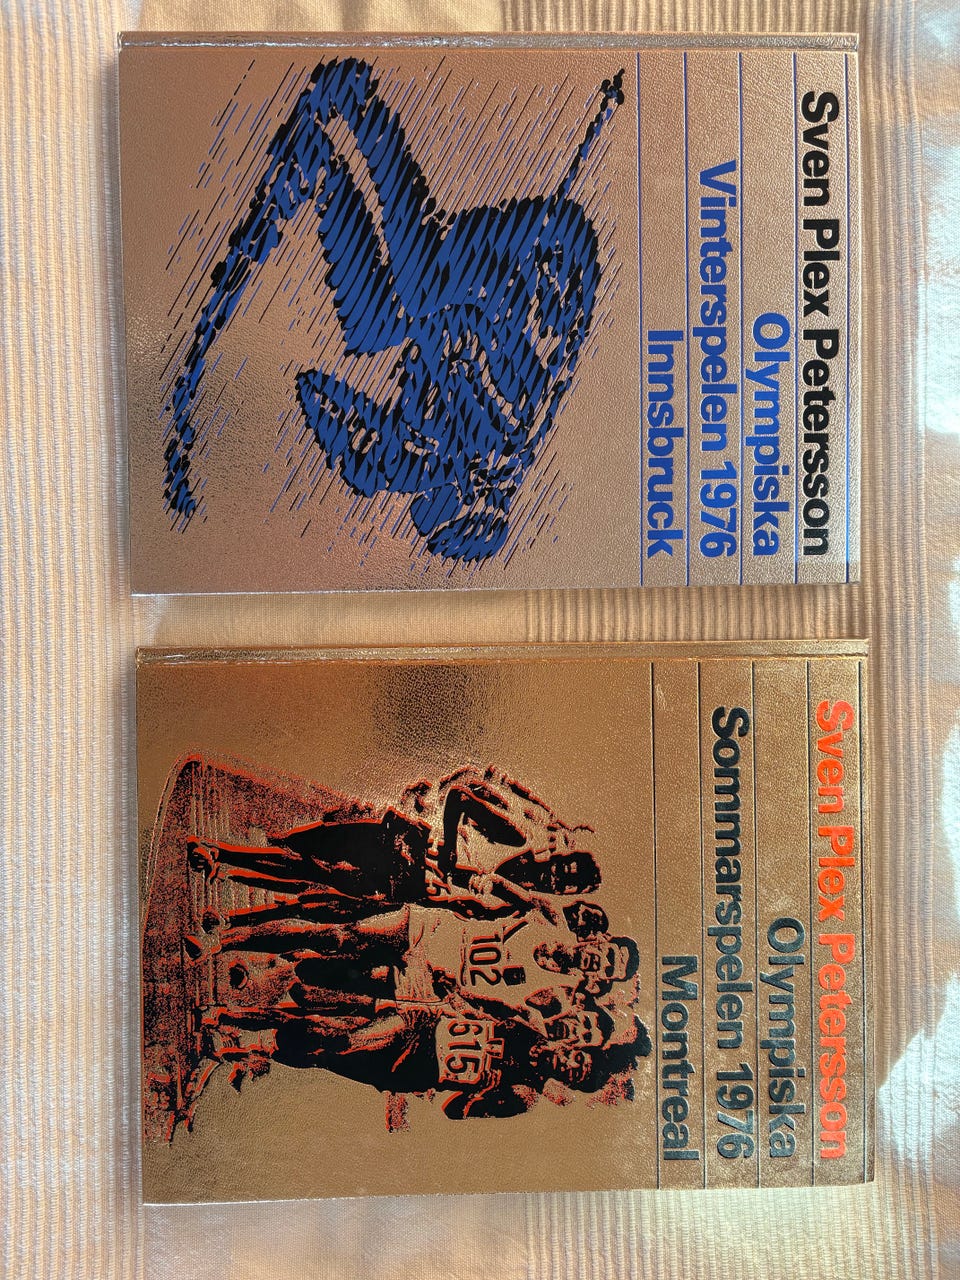 Sven Plex Petersson
Olympiska
Vinterspelen 1976
Innsbruck
Sven Plex Petersson
Olympiska
Sommarspelen 1976
Montreal
102
615